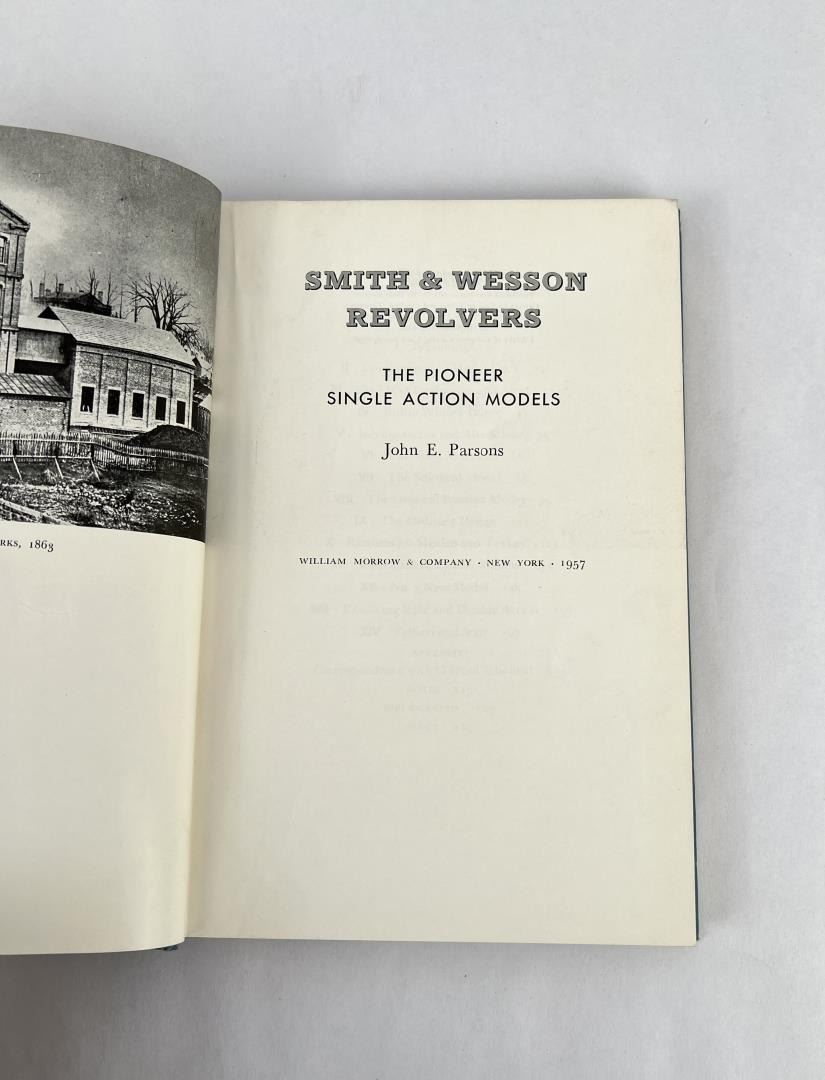 RKS, 1863
SMITH & WESSON
REVOLVERS
THE PIONEER
SINGLE ACTION MODELS
John E. Parsons
WILLIAM MORROW & COMPANY · NEW YORK · 1957